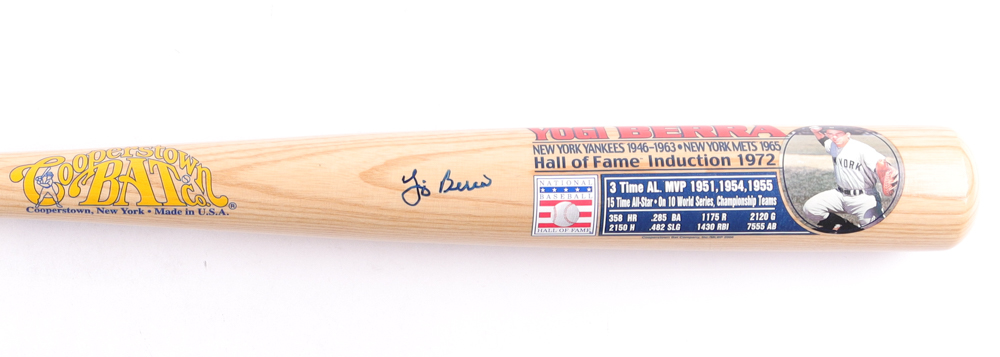 Cooperstown
BAT Co.®
Cooperstown, New York • Made in U.S.A.
Yogi Berra
YOGI BERRA
NEW YORK YANKEES 1946-1963 • NEW YORK METS 1965
Hall of Fame Induction 1972
NATIONAL
BASEBALL
HALL OF FAME
3 Time AL. MVP 1951,1954,1955
15 Time All-Star • On 10 World Series, Championship Teams
358 HR .285 BA 1175 R 2120 G
2150 H .482 SLG 1430 RBI 7555 AB
YORK